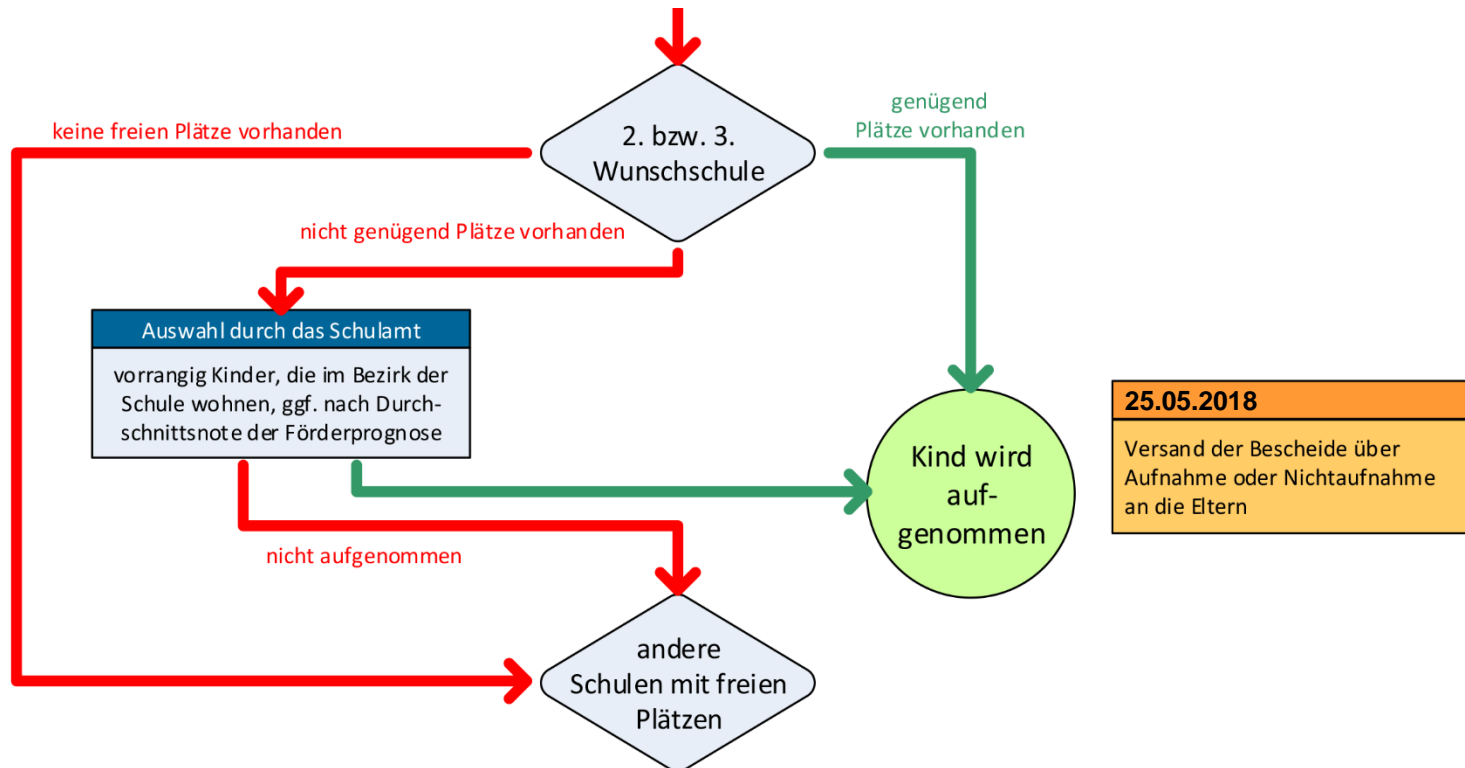 keine freien Plätze vorhanden
genügend
Plätze vorhanden
2. bzw. 3.
Wunschschule
nicht genügend Plätze vorhanden
Auswahl durch das Schulamt
vorrangig Kinder, die im Bezirk der
Schule wohnen, ggf. nach Durch-
schnittsnote der Förderprognose
Kind wird
auf-
genommen
25.05.2018
Versand der Bescheide über
Aufnahme oder Nichtaufnahme
an die Eltern
nicht aufgenommen
andere
Schulen mit freien
Plätzen